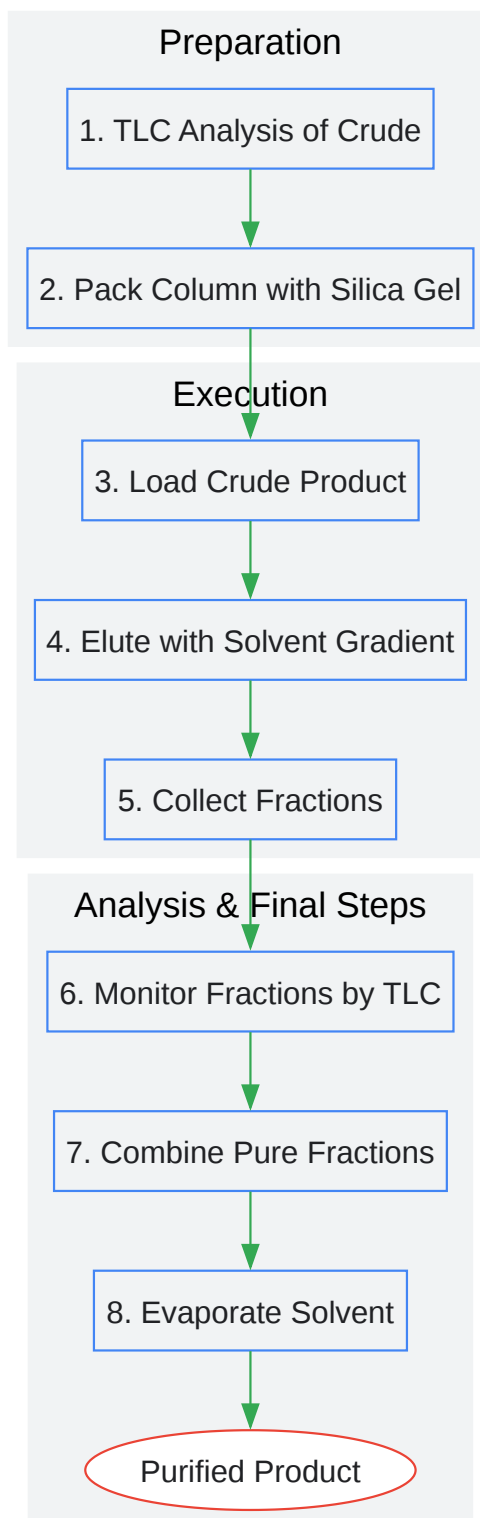 Preparation
1. TLC Analysis of Crude
2. Pack Column with Silica Gel
Execution
3. Load Crude Product
4. Elute with Solvent Gradient
5. Collect Fractions
Analysis & Final Steps
6. Monitor Fractions by TLC
7. Combine Pure Fractions
8. Evaporate Solvent
Purified Product